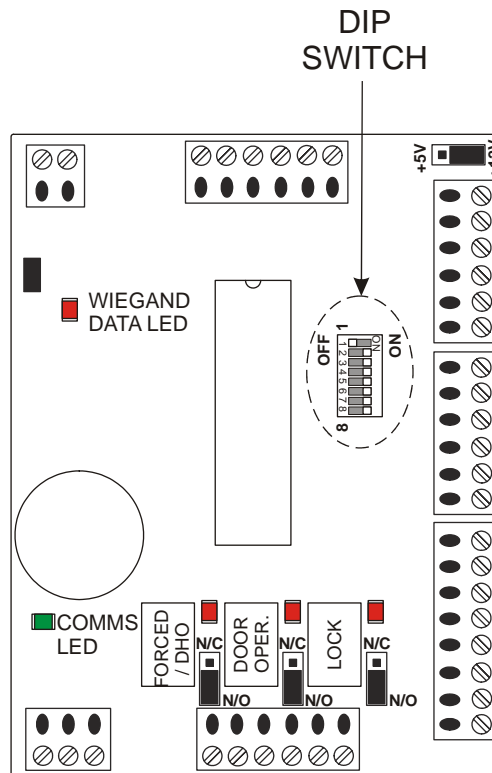 DIP
SWITCH
+5V
+12V
WIEGAND
DATA LED
OFF
1
ON
ON
1 2 3 4 5 6 7 8
8
COMMS
LED
FORCED
/ DHO
DOOR
OPER.
LOCK
N/C
N/C
N/C
N/O
N/O
N/O